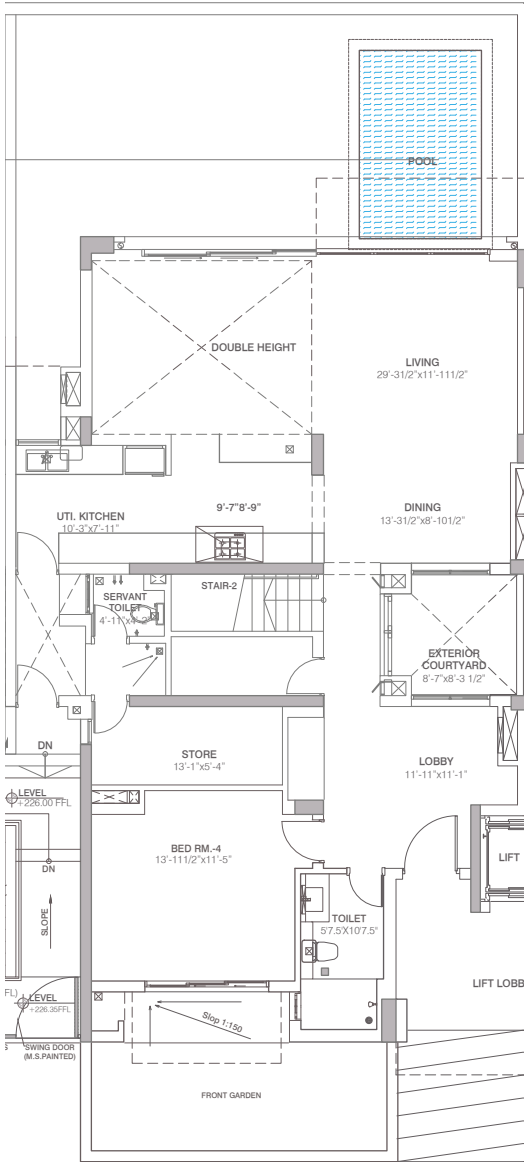 POOL
DOUBLE HEIGHT
LIVING
29'-31/2"x11'-111/2"
DINING
13'-31/2"x8'-101/2"
9'-7"8'-9"
UTI. KITCHEN
10'-3"x7'-11"
STAIR-2
SERVANT
TOILET
EXTERIOR
COURTYARD
8'-7"x8'-3 1/2"
DN
STORE
13'-1"x5'-4"
LOBBY
11'-11"x11'-1"
LEVEL
+226.00 FFL
BED RM.-4
13'-111/2"x11'-5"
LIFT
DN
SLOPE
TOILET
5'7.5'X10'7.5"
LEVEL
+226.35FFL
LIFT LOBB
Slop 1:150
SWING DOOR
(M.S.PAINTED)
FRONT GARDEN